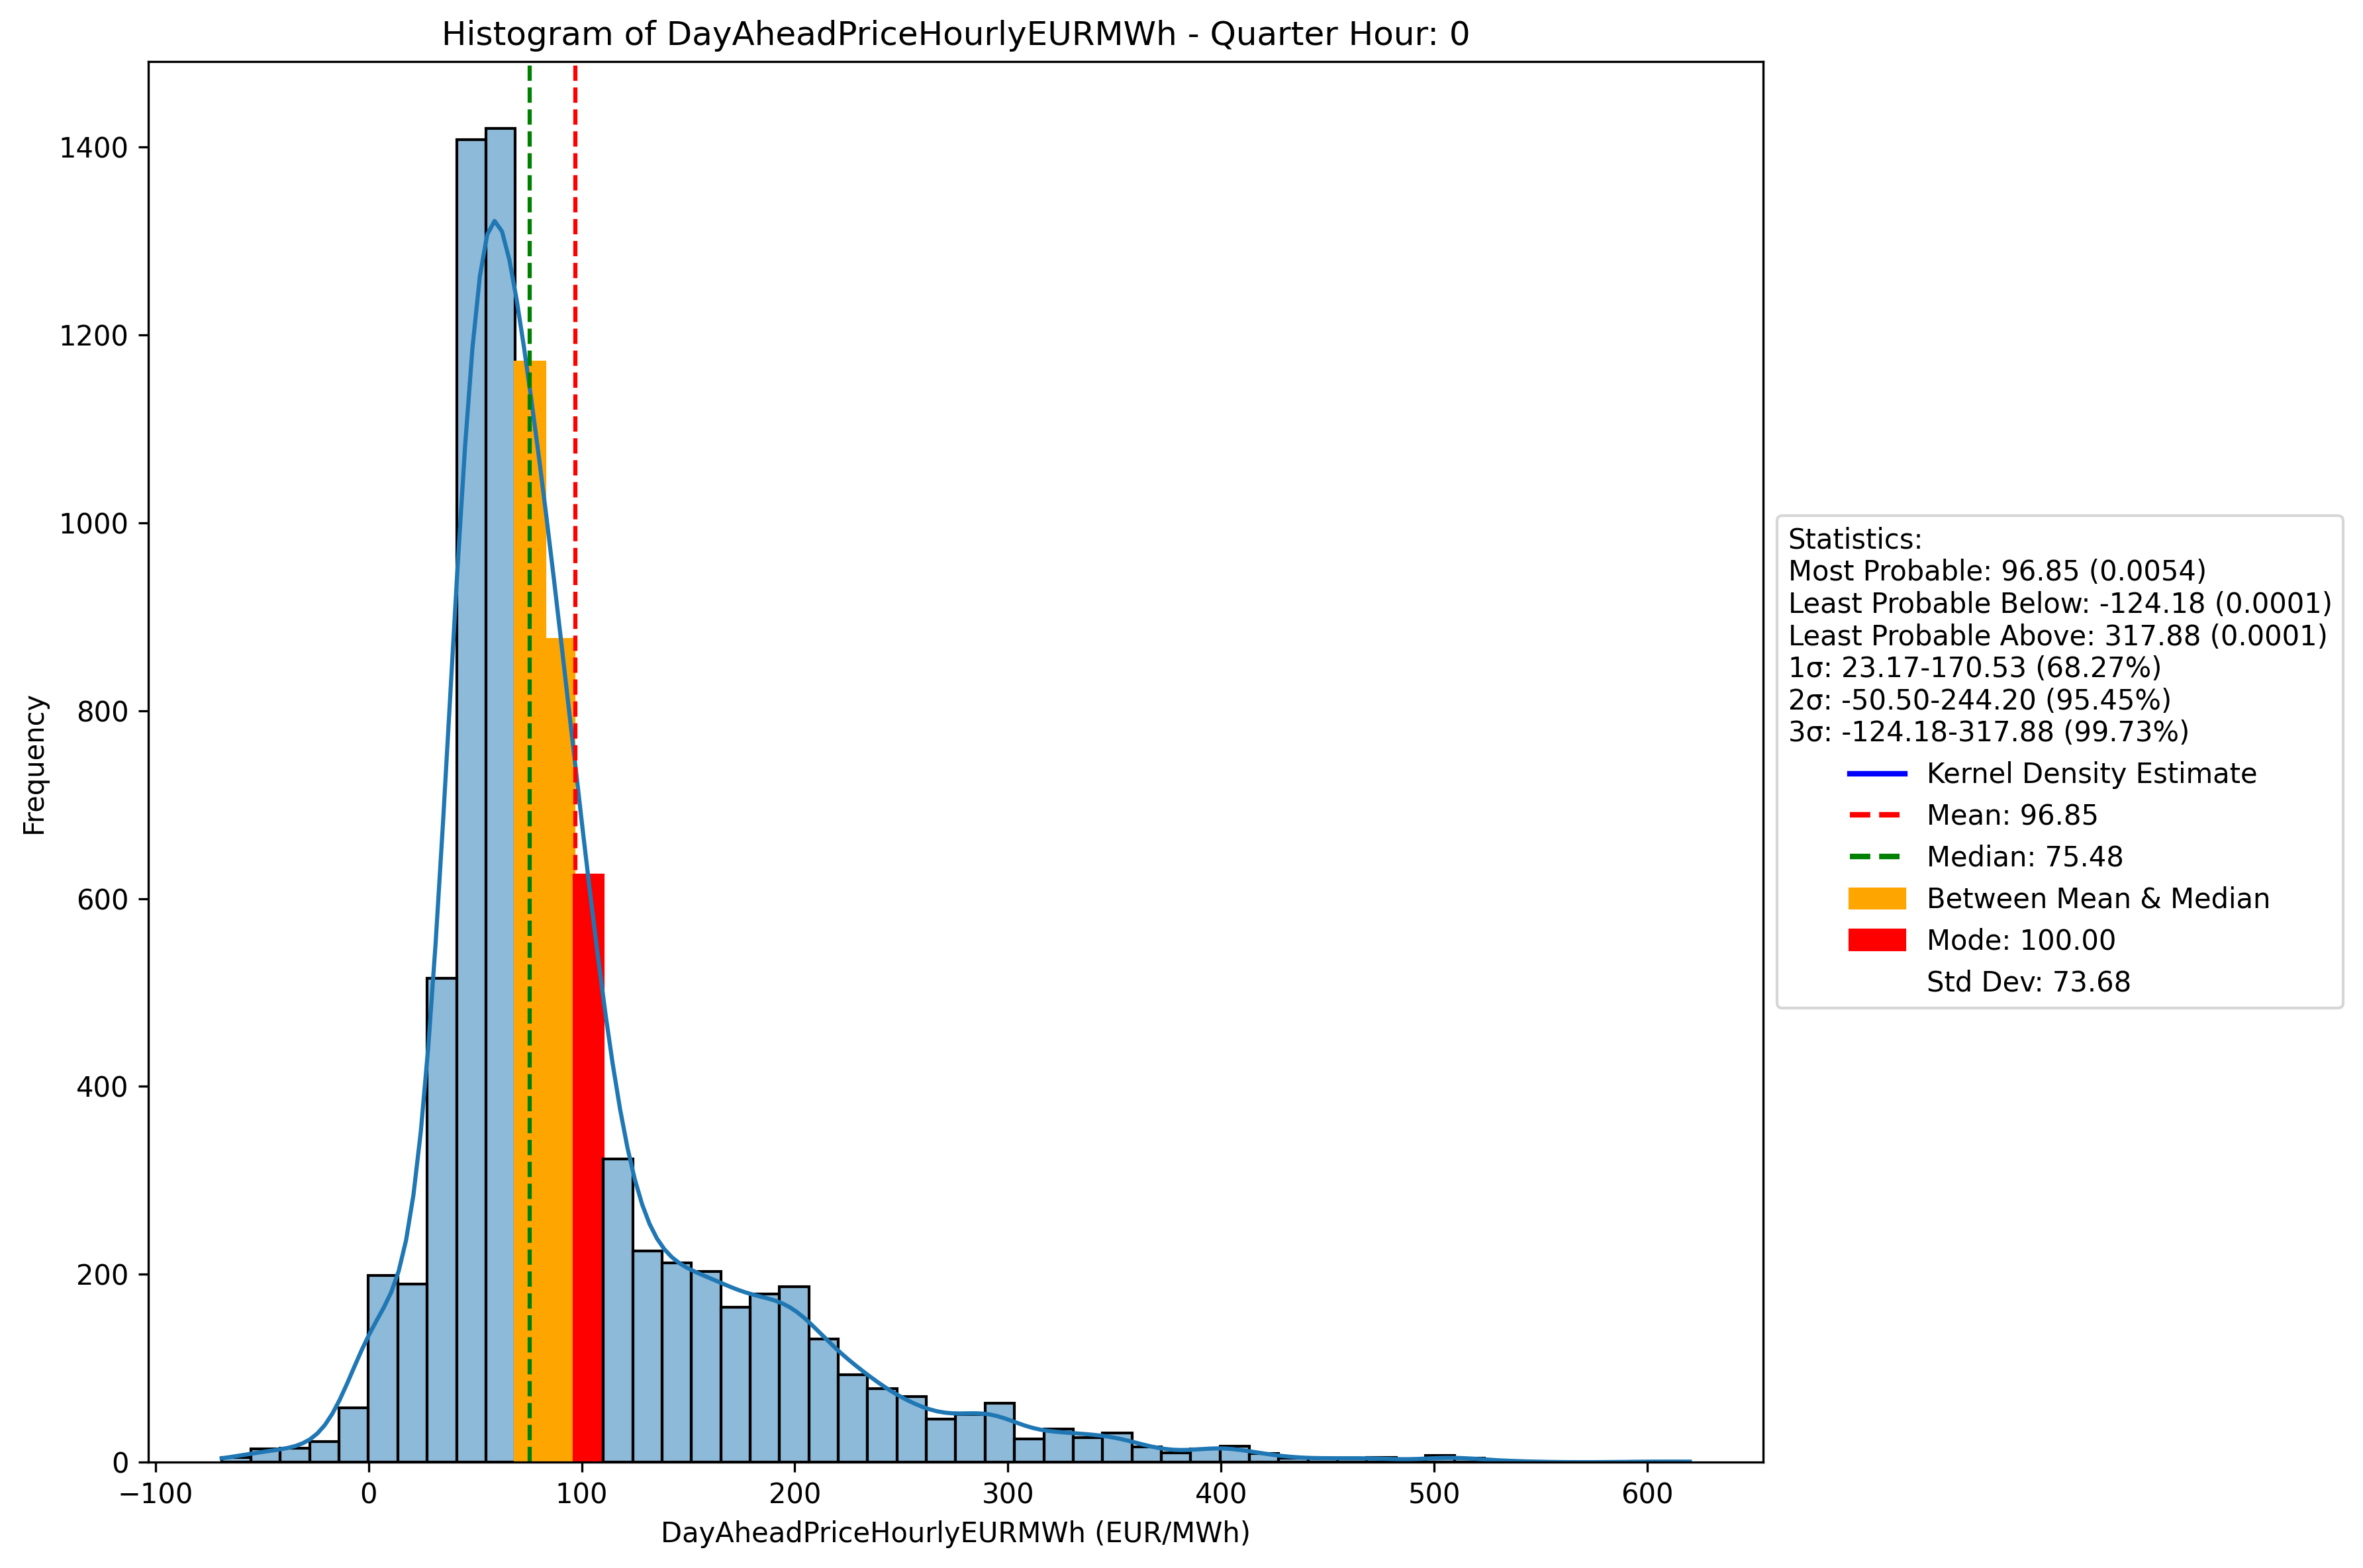 Histogram of DayAheadPriceHourlyEURMWh - Quarter Hour: 0
1400
1200
1000
800
600
400
200
0
Frequency
−100
0
100
200
300
400
500
600
DayAheadPriceHourlyEURMWh (EUR/MWh)
Statistics:
Most Probable: 96.85 (0.0054)
Least Probable Below: -124.18 (0.0001)
Least Probable Above: 317.88 (0.0001)
1σ: 23.17-170.53 (68.27%)
2σ: -50.50-244.20 (95.45%)
3σ: -124.18-317.88 (99.73%)
Kernel Density Estimate
Mean: 96.85
Median: 75.48
Between Mean & Median
Mode: 100.00
Std Dev: 73.68